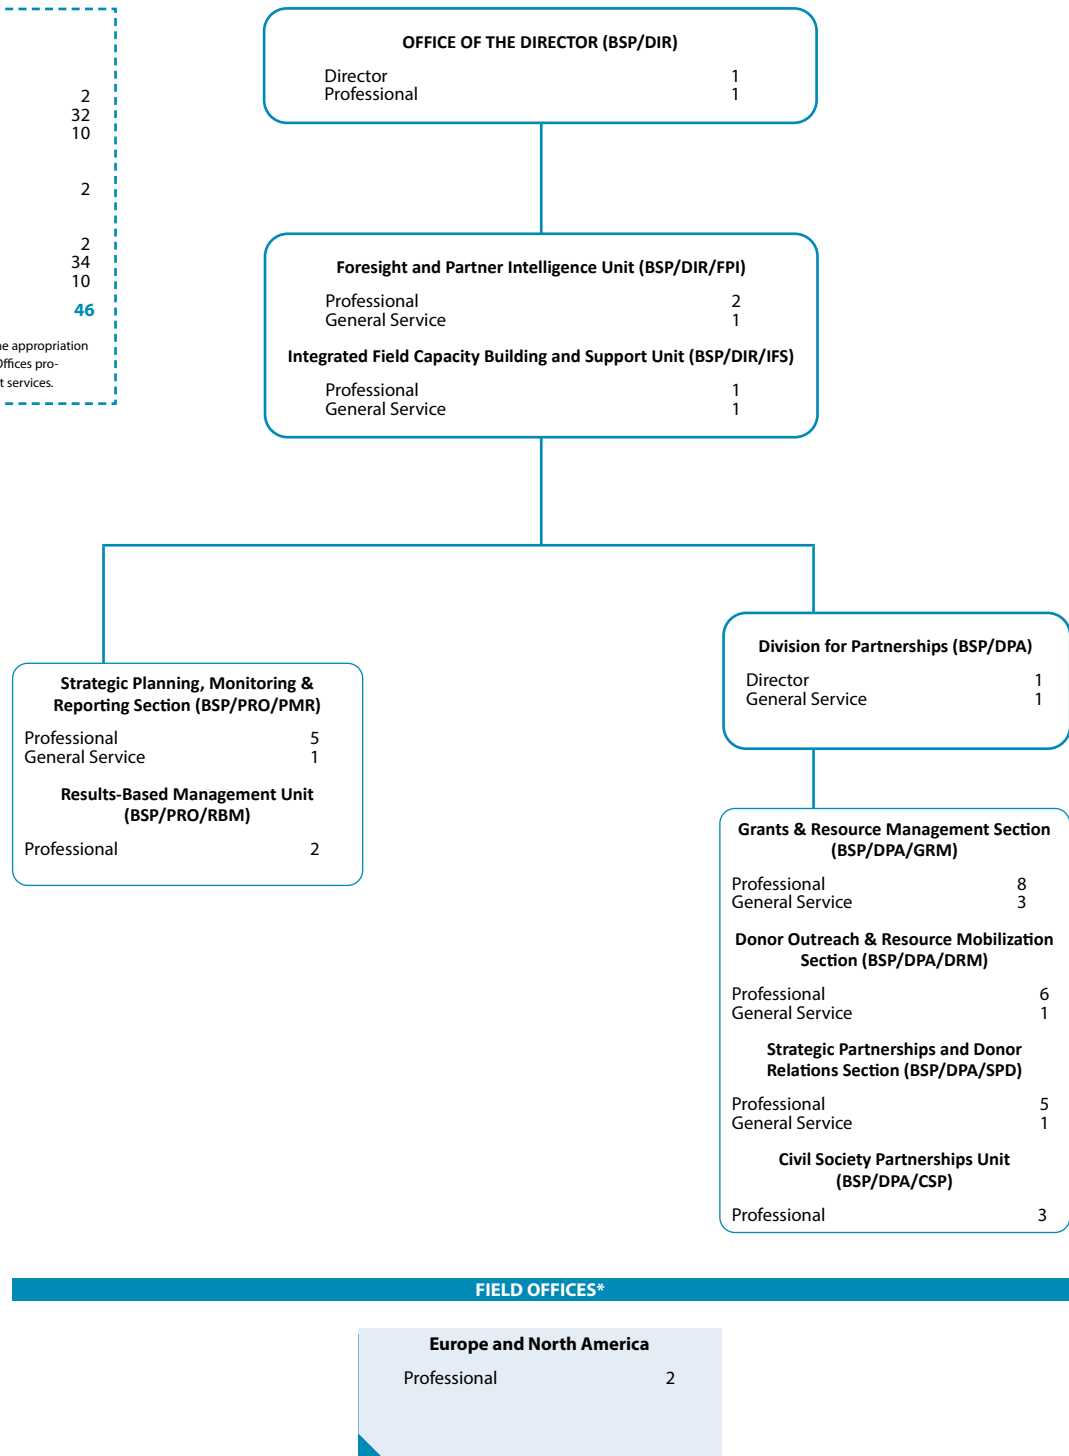 2
32
10
2
2
34
10
46
appropriation
Offices pro-
services.
OFFICE OF THE DIRECTOR (BSP/DIR)
Director 1
Professional 1
Foresight and Partner Intelligence Unit (BSP/DIR/FPI)
Professional 2
General Service 1
Integrated Field Capacity Building and Support Unit (BSP/DIR/IFS)
Professional 1
General Service 1
Strategic Planning, Monitoring &
Reporting Section (BSP/PRO/PMR)
Professional 5
General Service 1
Results-Based Management Unit
(BSP/PRO/RBM)
Professional 2
Division for Partnerships (BSP/DPA)
Director 1
General Service 1
Grants & Resource Management Section
(BSP/DPA/GRM)
Professional 8
General Service 3
Donor Outreach & Resource Mobilization
Section (BSP/DPA/DRM)
Professional 6
General Service 1
Strategic Partnerships and Donor
Relations Section (BSP/DPA/SPD)
Professional 5
General Service 1
Civil Society Partnerships Unit
(BSP/DPA/CSP)
Professional 3
FIELD OFFICES*
Europe and North America
Professional 2